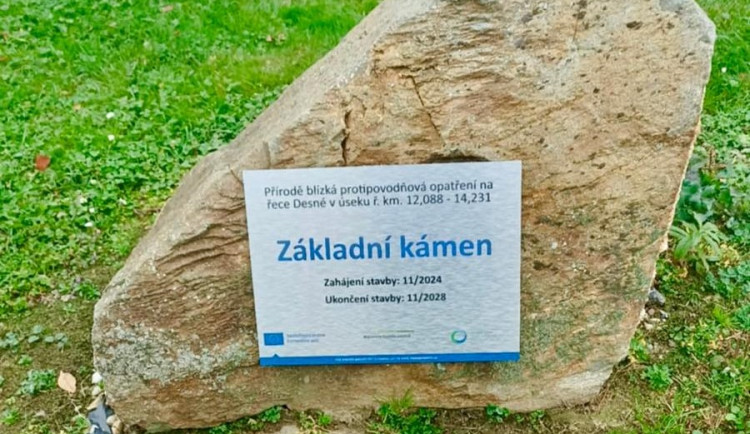 Přírodě blízká protipovodňová opatření na
řece Desné v úseku ř. km. 12,088 - 14,231
Základní kámen
Zahájení stavby: 11/2024
Ukončení stavby: 11/2028